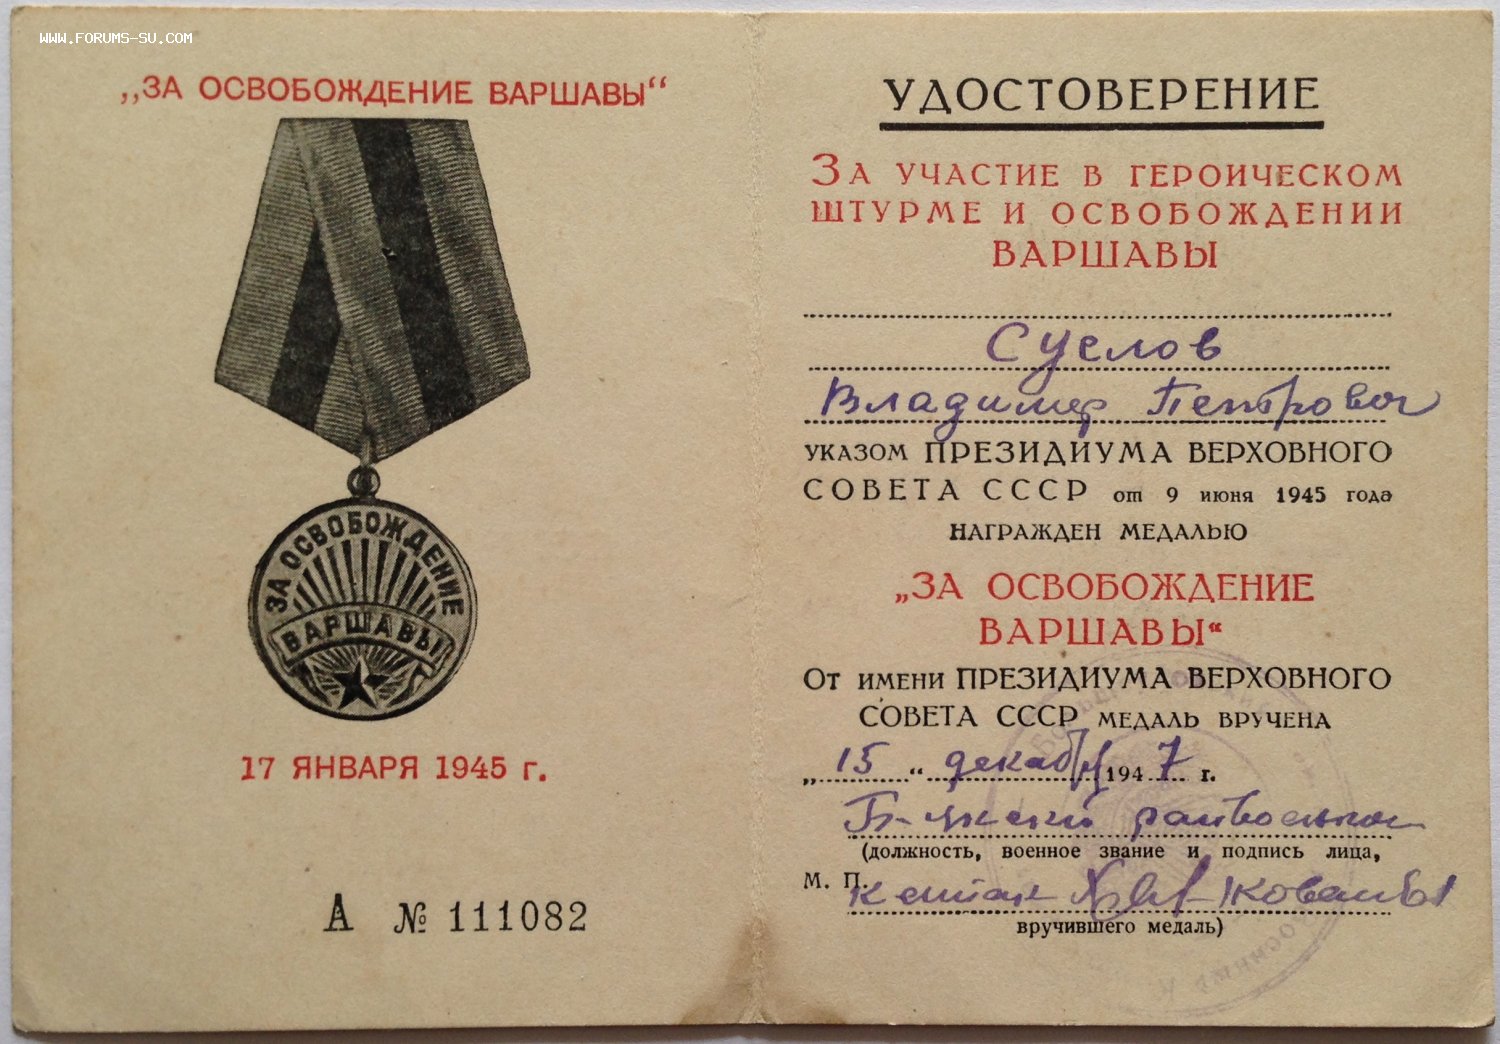 WWW.FORUMS-SU.COM
„ЗА ОСВОБОЖДЕНИЕ ВАРШАВЫ“
ЗА ОСВОБОЖДЕНИЕ
ВАРШАВЫ
17 ЯНВАРЯ 1945 г.
А № 111082
УДОСТОВЕРЕНИЕ
ЗА УЧАСТИЕ В ГЕРОИЧЕСКОМ
ШТУРМЕ И ОСВОБОЖДЕНИИ
ВАРШАВЫ
Суслов
Владимир Петрович
УКАЗОМ ПРЕЗИДИУМА ВЕРХОВНОГО
СОВЕТА СССР от 9 июня 1945 года
НАГРАЖДЕН МЕДАЛЬЮ
„ЗА ОСВОБОЖДЕНИЕ
ВАРШАВЫ“
ОТ ИМЕНИ ПРЕЗИДИУМА ВЕРХОВНОГО
СОВЕТА СССР МЕДАЛЬ ВРУЧЕНА
„15“ декабря 1947 г.
райвоенком
(должность, военное звание и подпись лица,
М. П.
вручившего медаль)